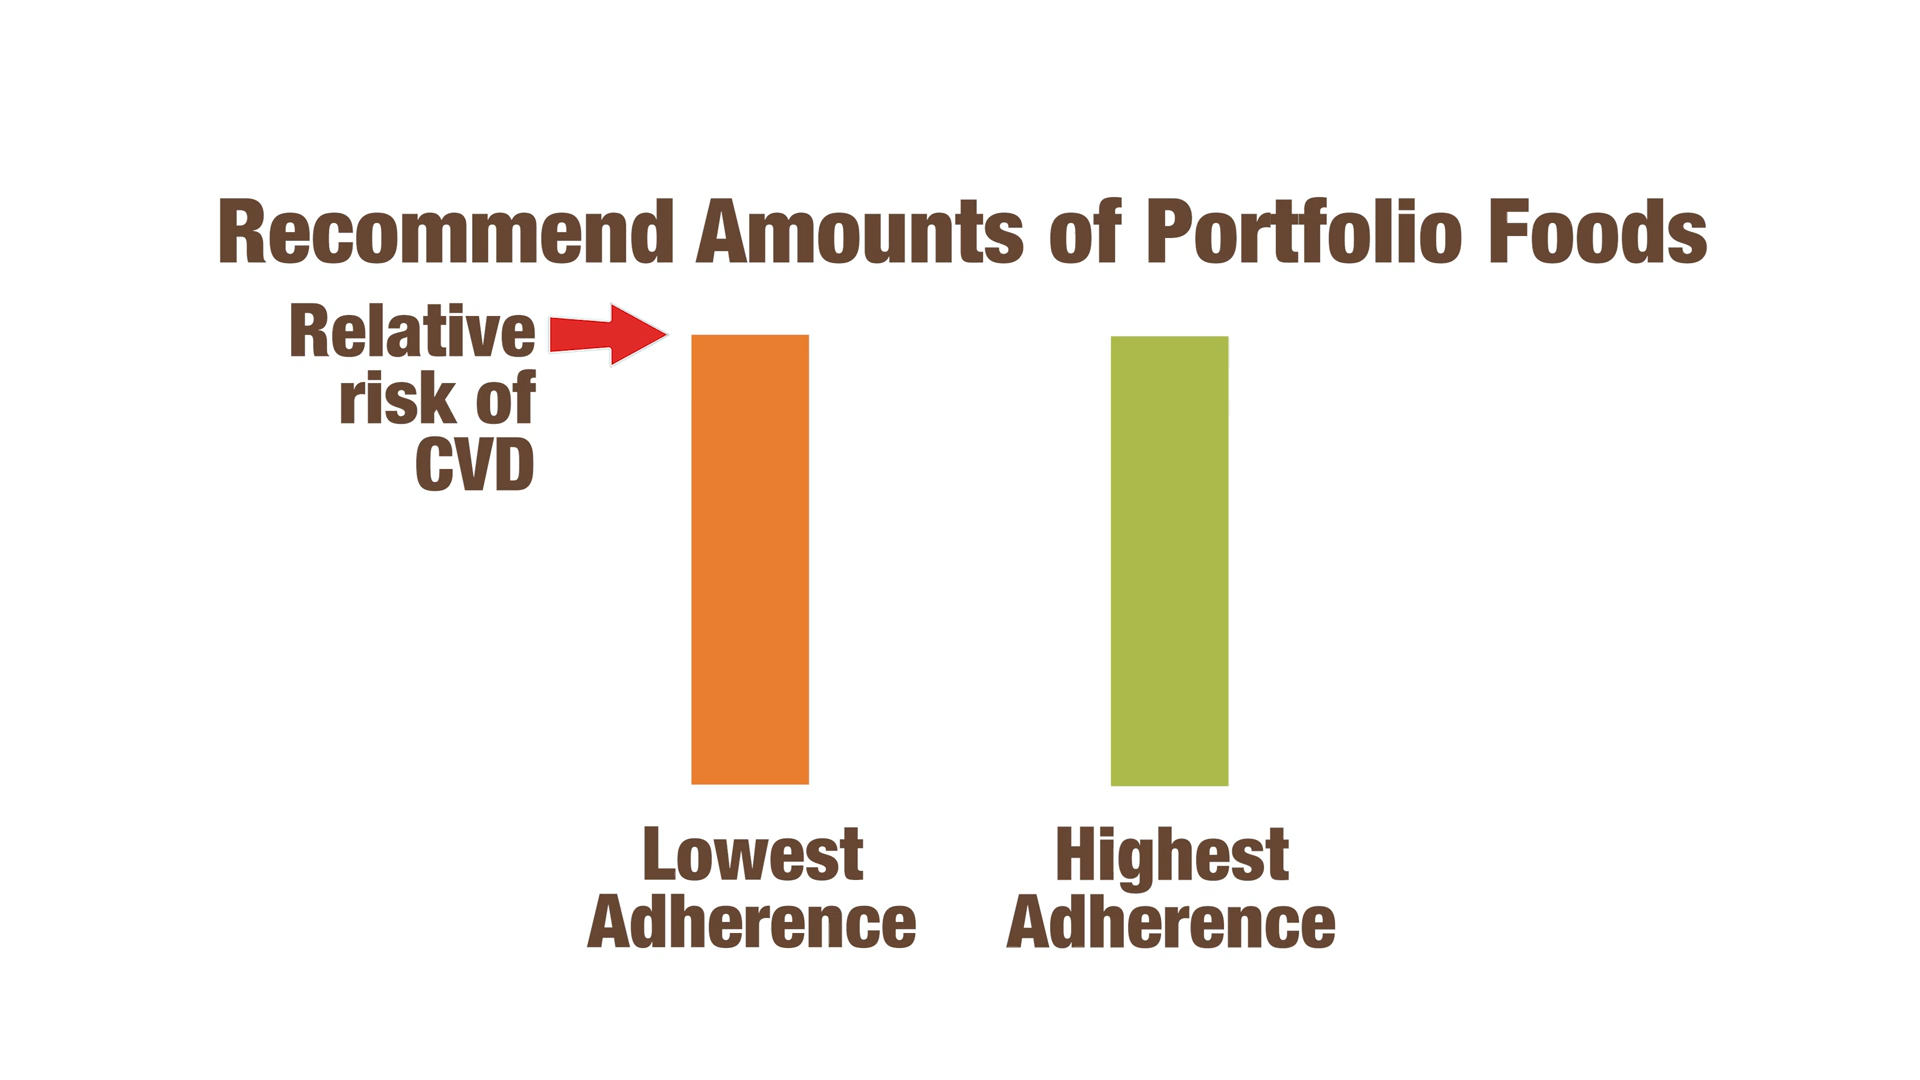 Recommend Amounts of Portfolio Foods
Relative
risk of
CVD
Lowest
Adherence
Highest
Adherence